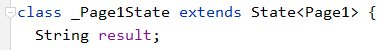 class _Page1State extends State<Page1> {
  String result;